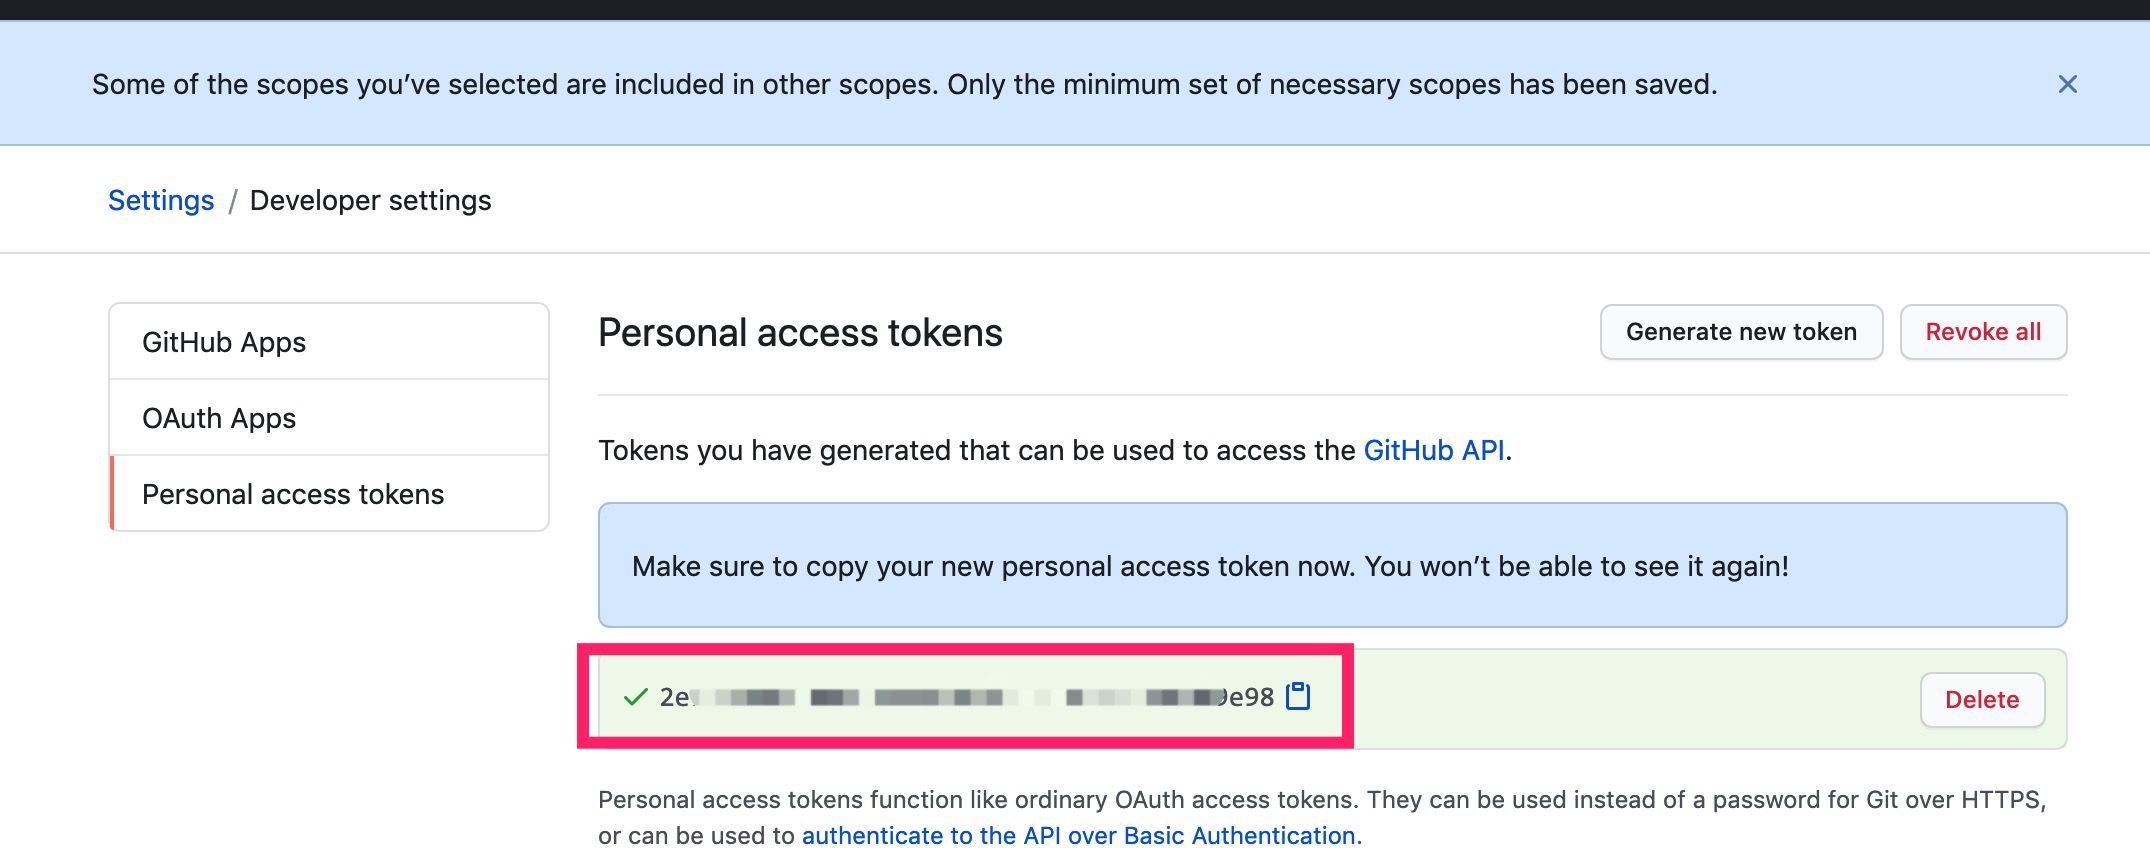 Some of the scopes you’ve selected are included in other scopes. Only the minimum set of necessary scopes has been saved.
Settings / Developer settings
GitHub Apps
OAuth Apps
Personal access tokens
Personal access tokens
Generate new token
Revoke all
Tokens you have generated that can be used to access the GitHub API.
Make sure to copy your new personal access token now. You won’t be able to see it again!
2e
9e98
Delete
Personal access tokens function like ordinary OAuth access tokens. They can be used instead of a password for Git over HTTPS,
or can be used to authenticate to the API over Basic Authentication.